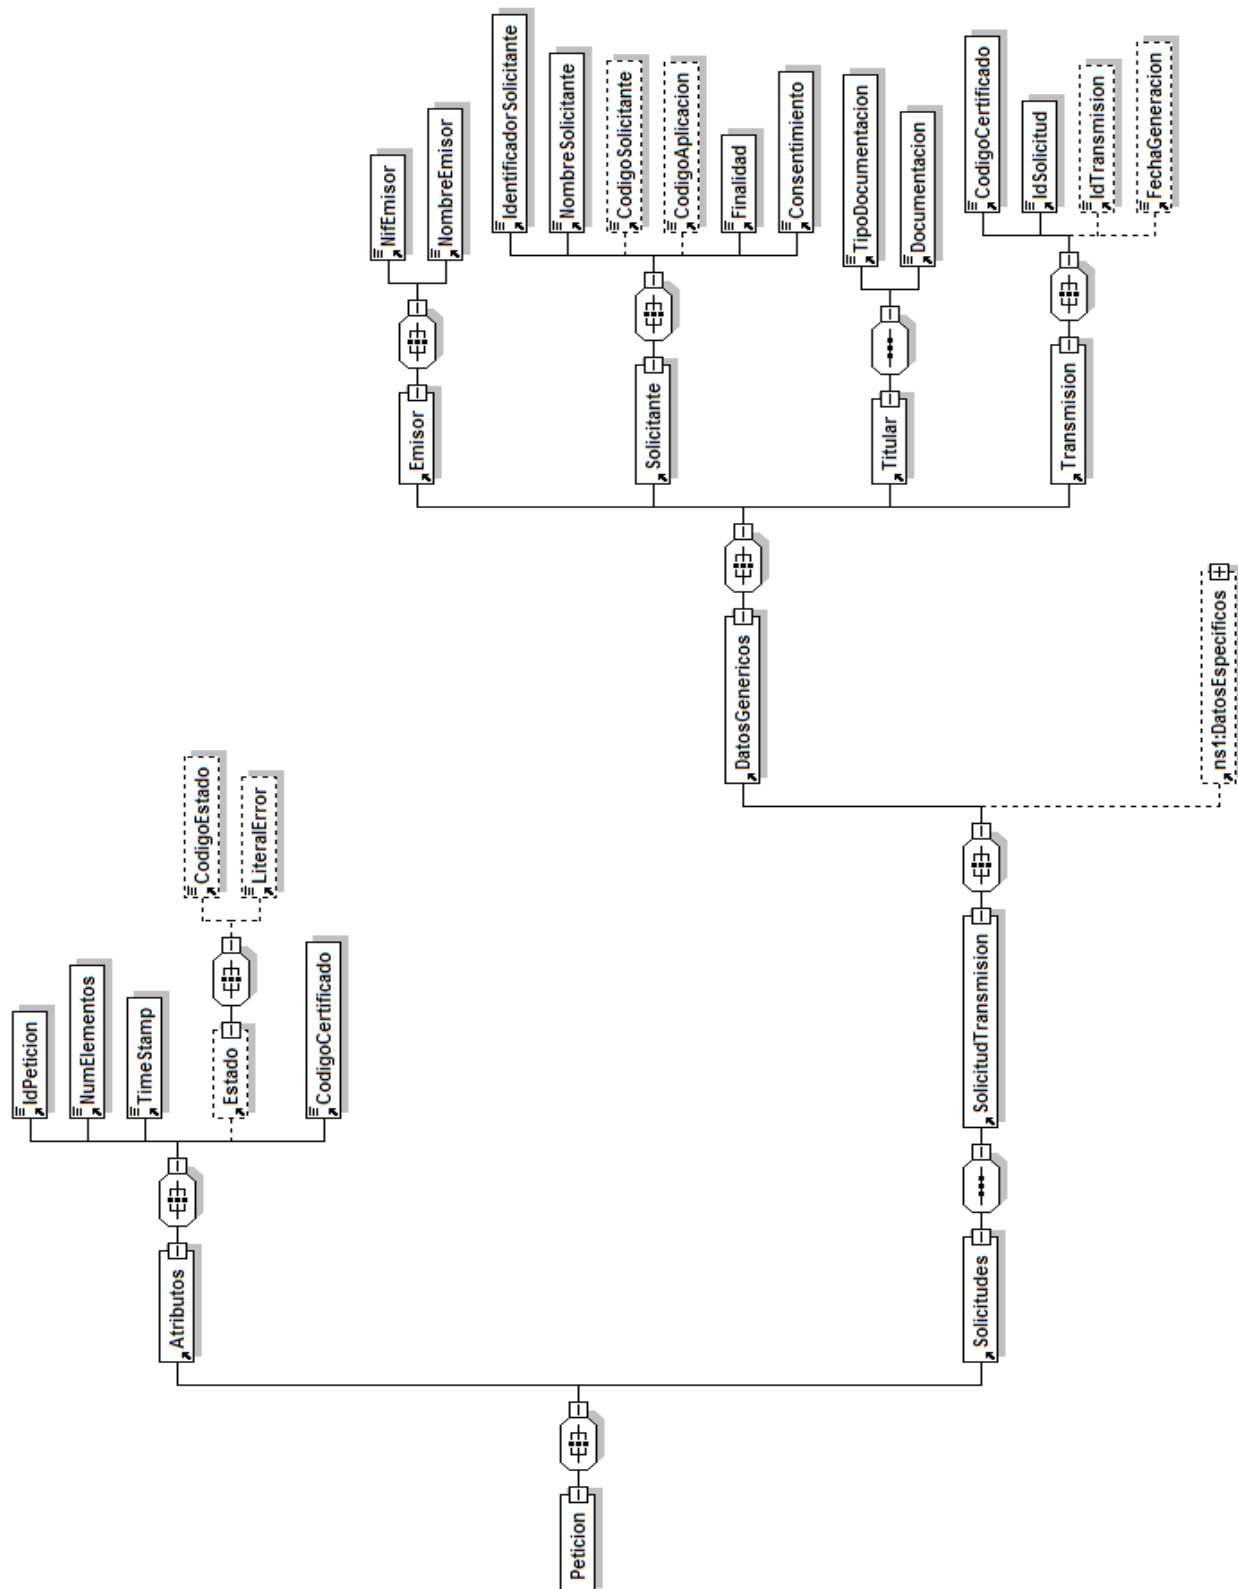 Peticion
Atributos
IdPeticion
NumElementos
TimeStamp
Estado
CodigoEstado
LiteralError
CodigoCertificado
Solicitudes
SolicitudTransmision
DatosGenericos
Emisor
NifEmisor
NombreEmisor
Solicitante
IdentificadorSolicitante
NombreSolicitante
CodigoSolicitante
CodigoAplicacion
Finalidad
Consentimiento
Titular
TipoDocumentacion
Documentacion
Transmision
CodigoCertificado
IdSolicitud
IdTransmision
FechaGeneracion
ns1:DatosEspecificos